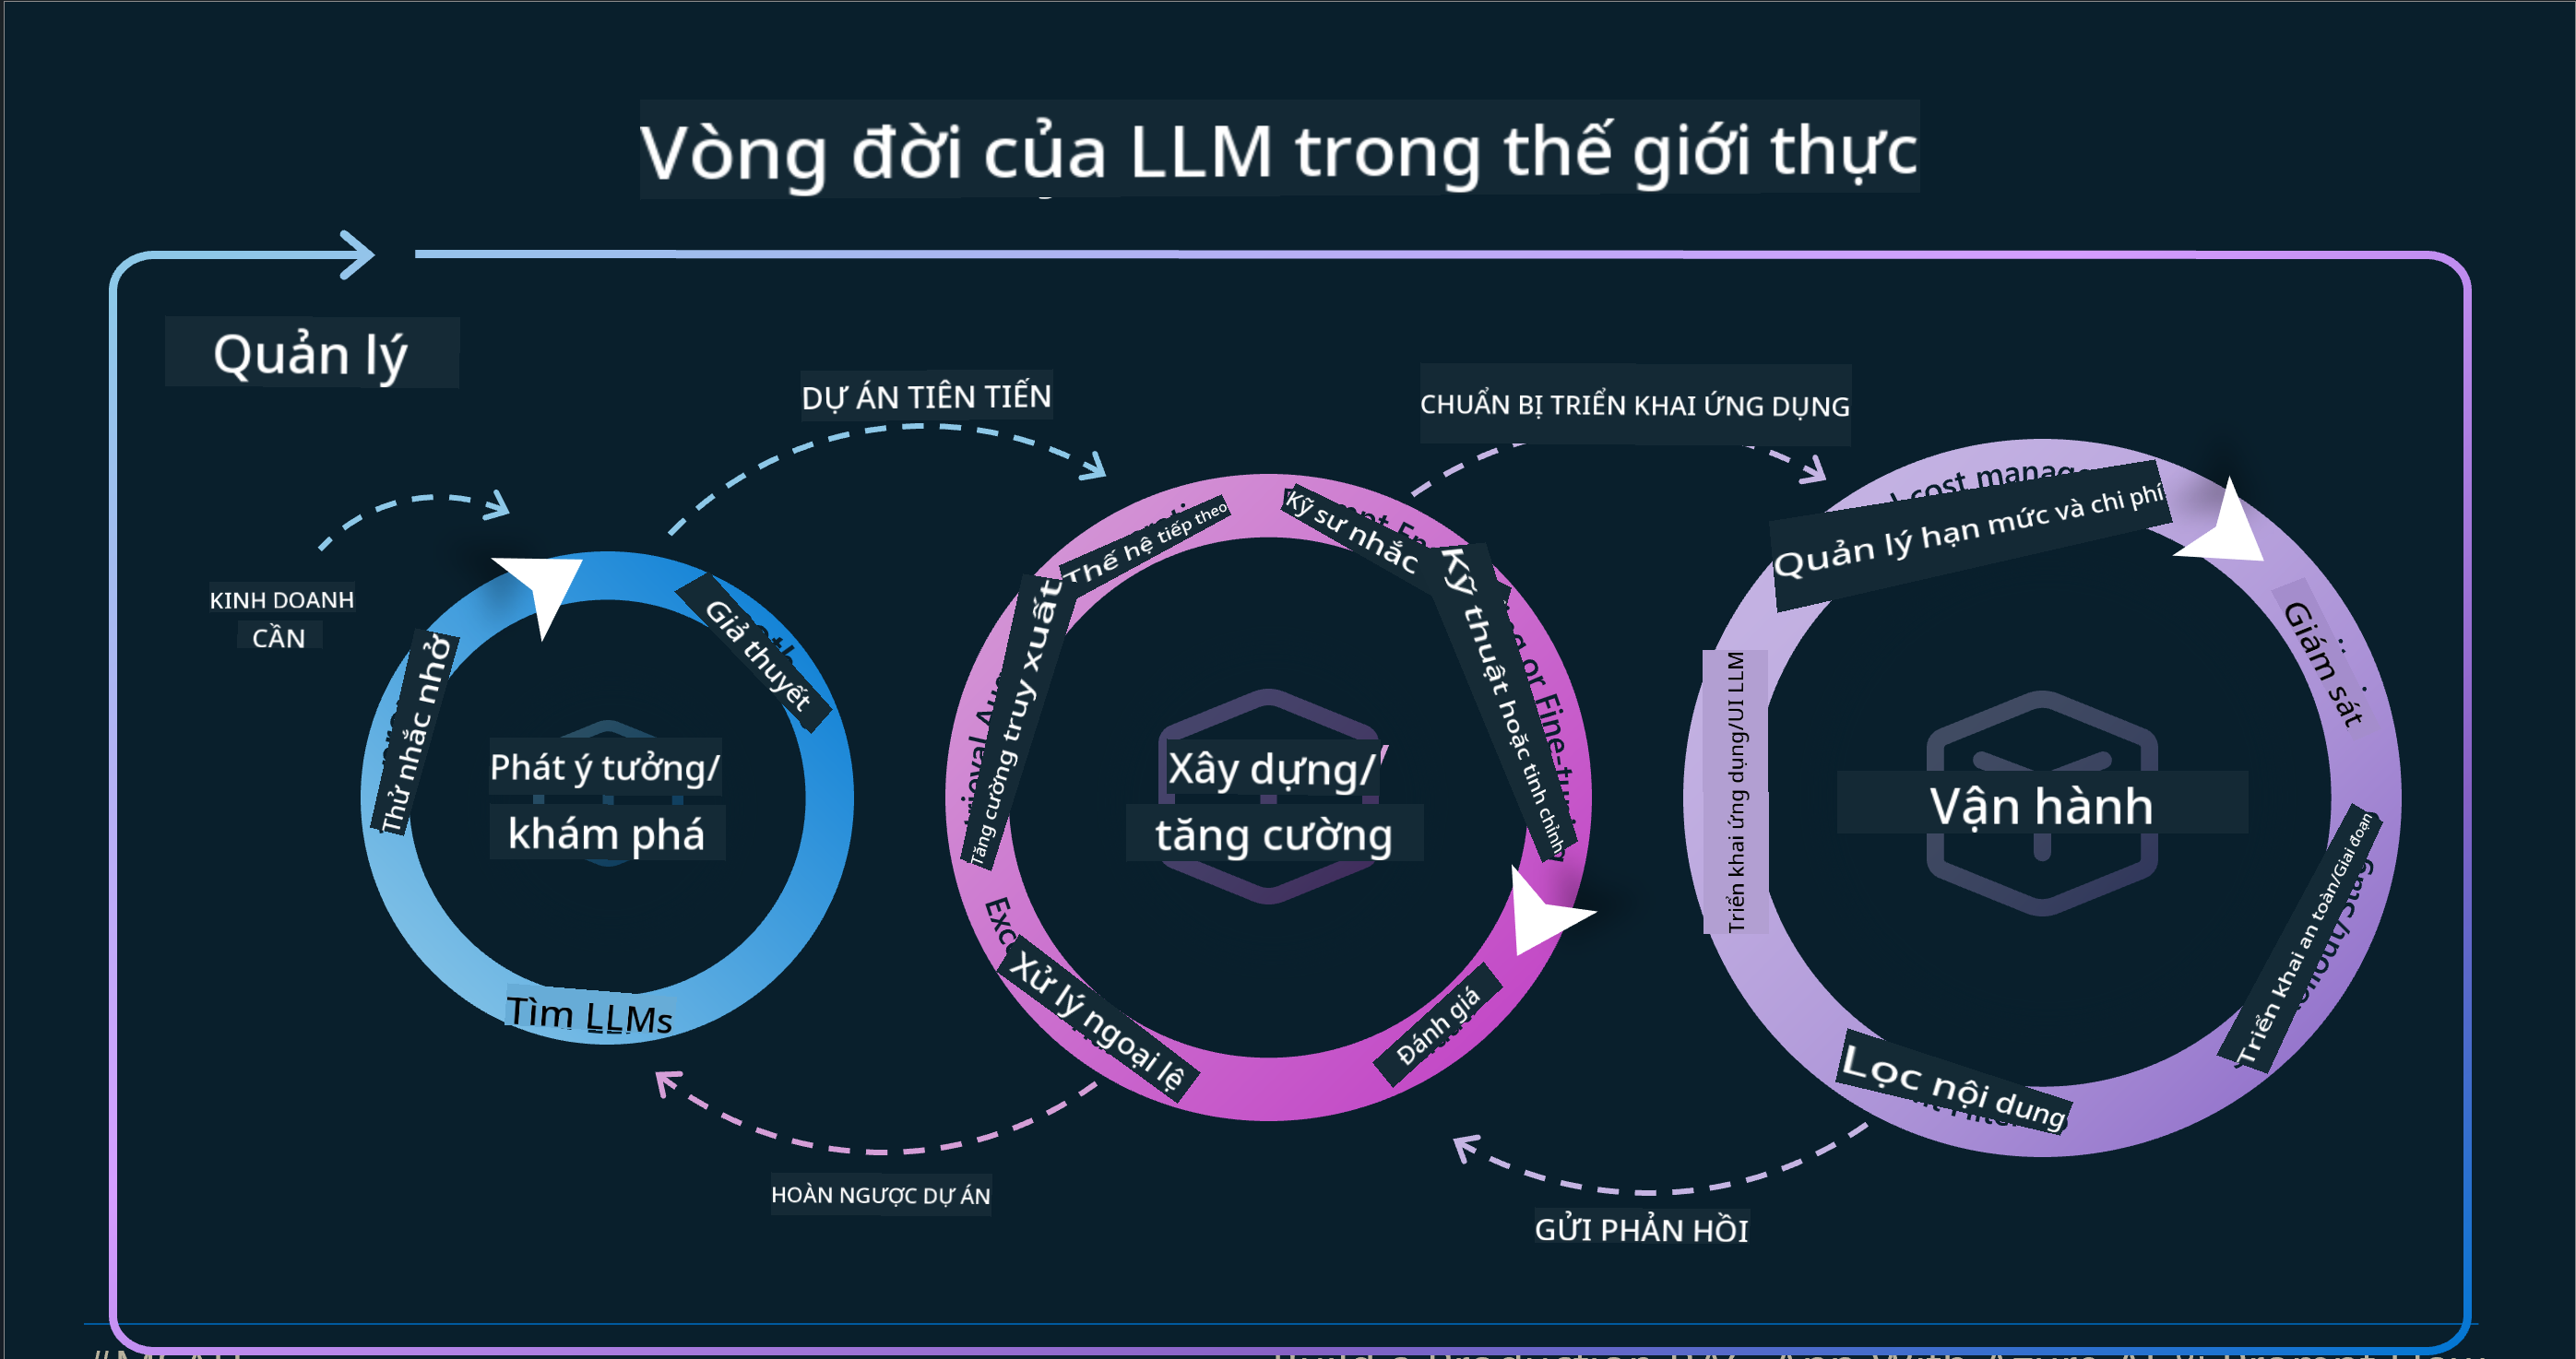 Vòng đời của LLM trong thế giới thực
Quản lý
DỰ ÁN TIÊN TIẾN
CHUẨN BỊ TRIỂN KHAI ỨNG DỤNG
KINH DOANH
CẦN
Thử nhắc nhở
Giả thuyết
Phát ý tưởng/
khám phá
Tìm LLMs
Thế hệ tiếp theo
Kỹ sư nhắc
Tăng cường truy xuất
Kỹ thuật hoặc tinh chỉnh
or Fine-
Xây dựng/
tăng cường
Xử lý ngoại lệ
Đánh giá
cost
Quản lý hạn mức và chi phí
Giám sát
Triển khai ứng dụng/UI LLM
Vận hành
Triển khai an toàn/Giai đoạn
Lọc nội dung
HOÀN NGƯỢC DỰ ÁN
GỬI PHẢN HỒI